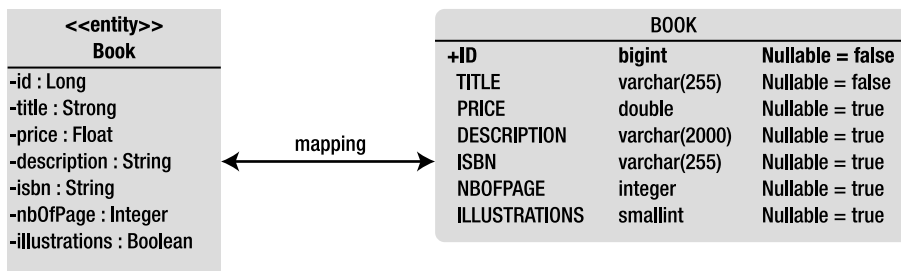 <<entity>>
Book
-id : Long
-title : Strong
-price : Float
-description : String
-isbn : String
-nbOfPage : Integer
-illustrations : Boolean
mapping
BOOK
+ID bigint Nullable = false
TITLE varchar(255) Nullable = false
PRICE double Nullable = true
DESCRIPTION varchar(2000) Nullable = true
ISBN varchar(255) Nullable = true
NBOFPAGE integer Nullable = true
ILLUSTRATIONS smallint Nullable = true